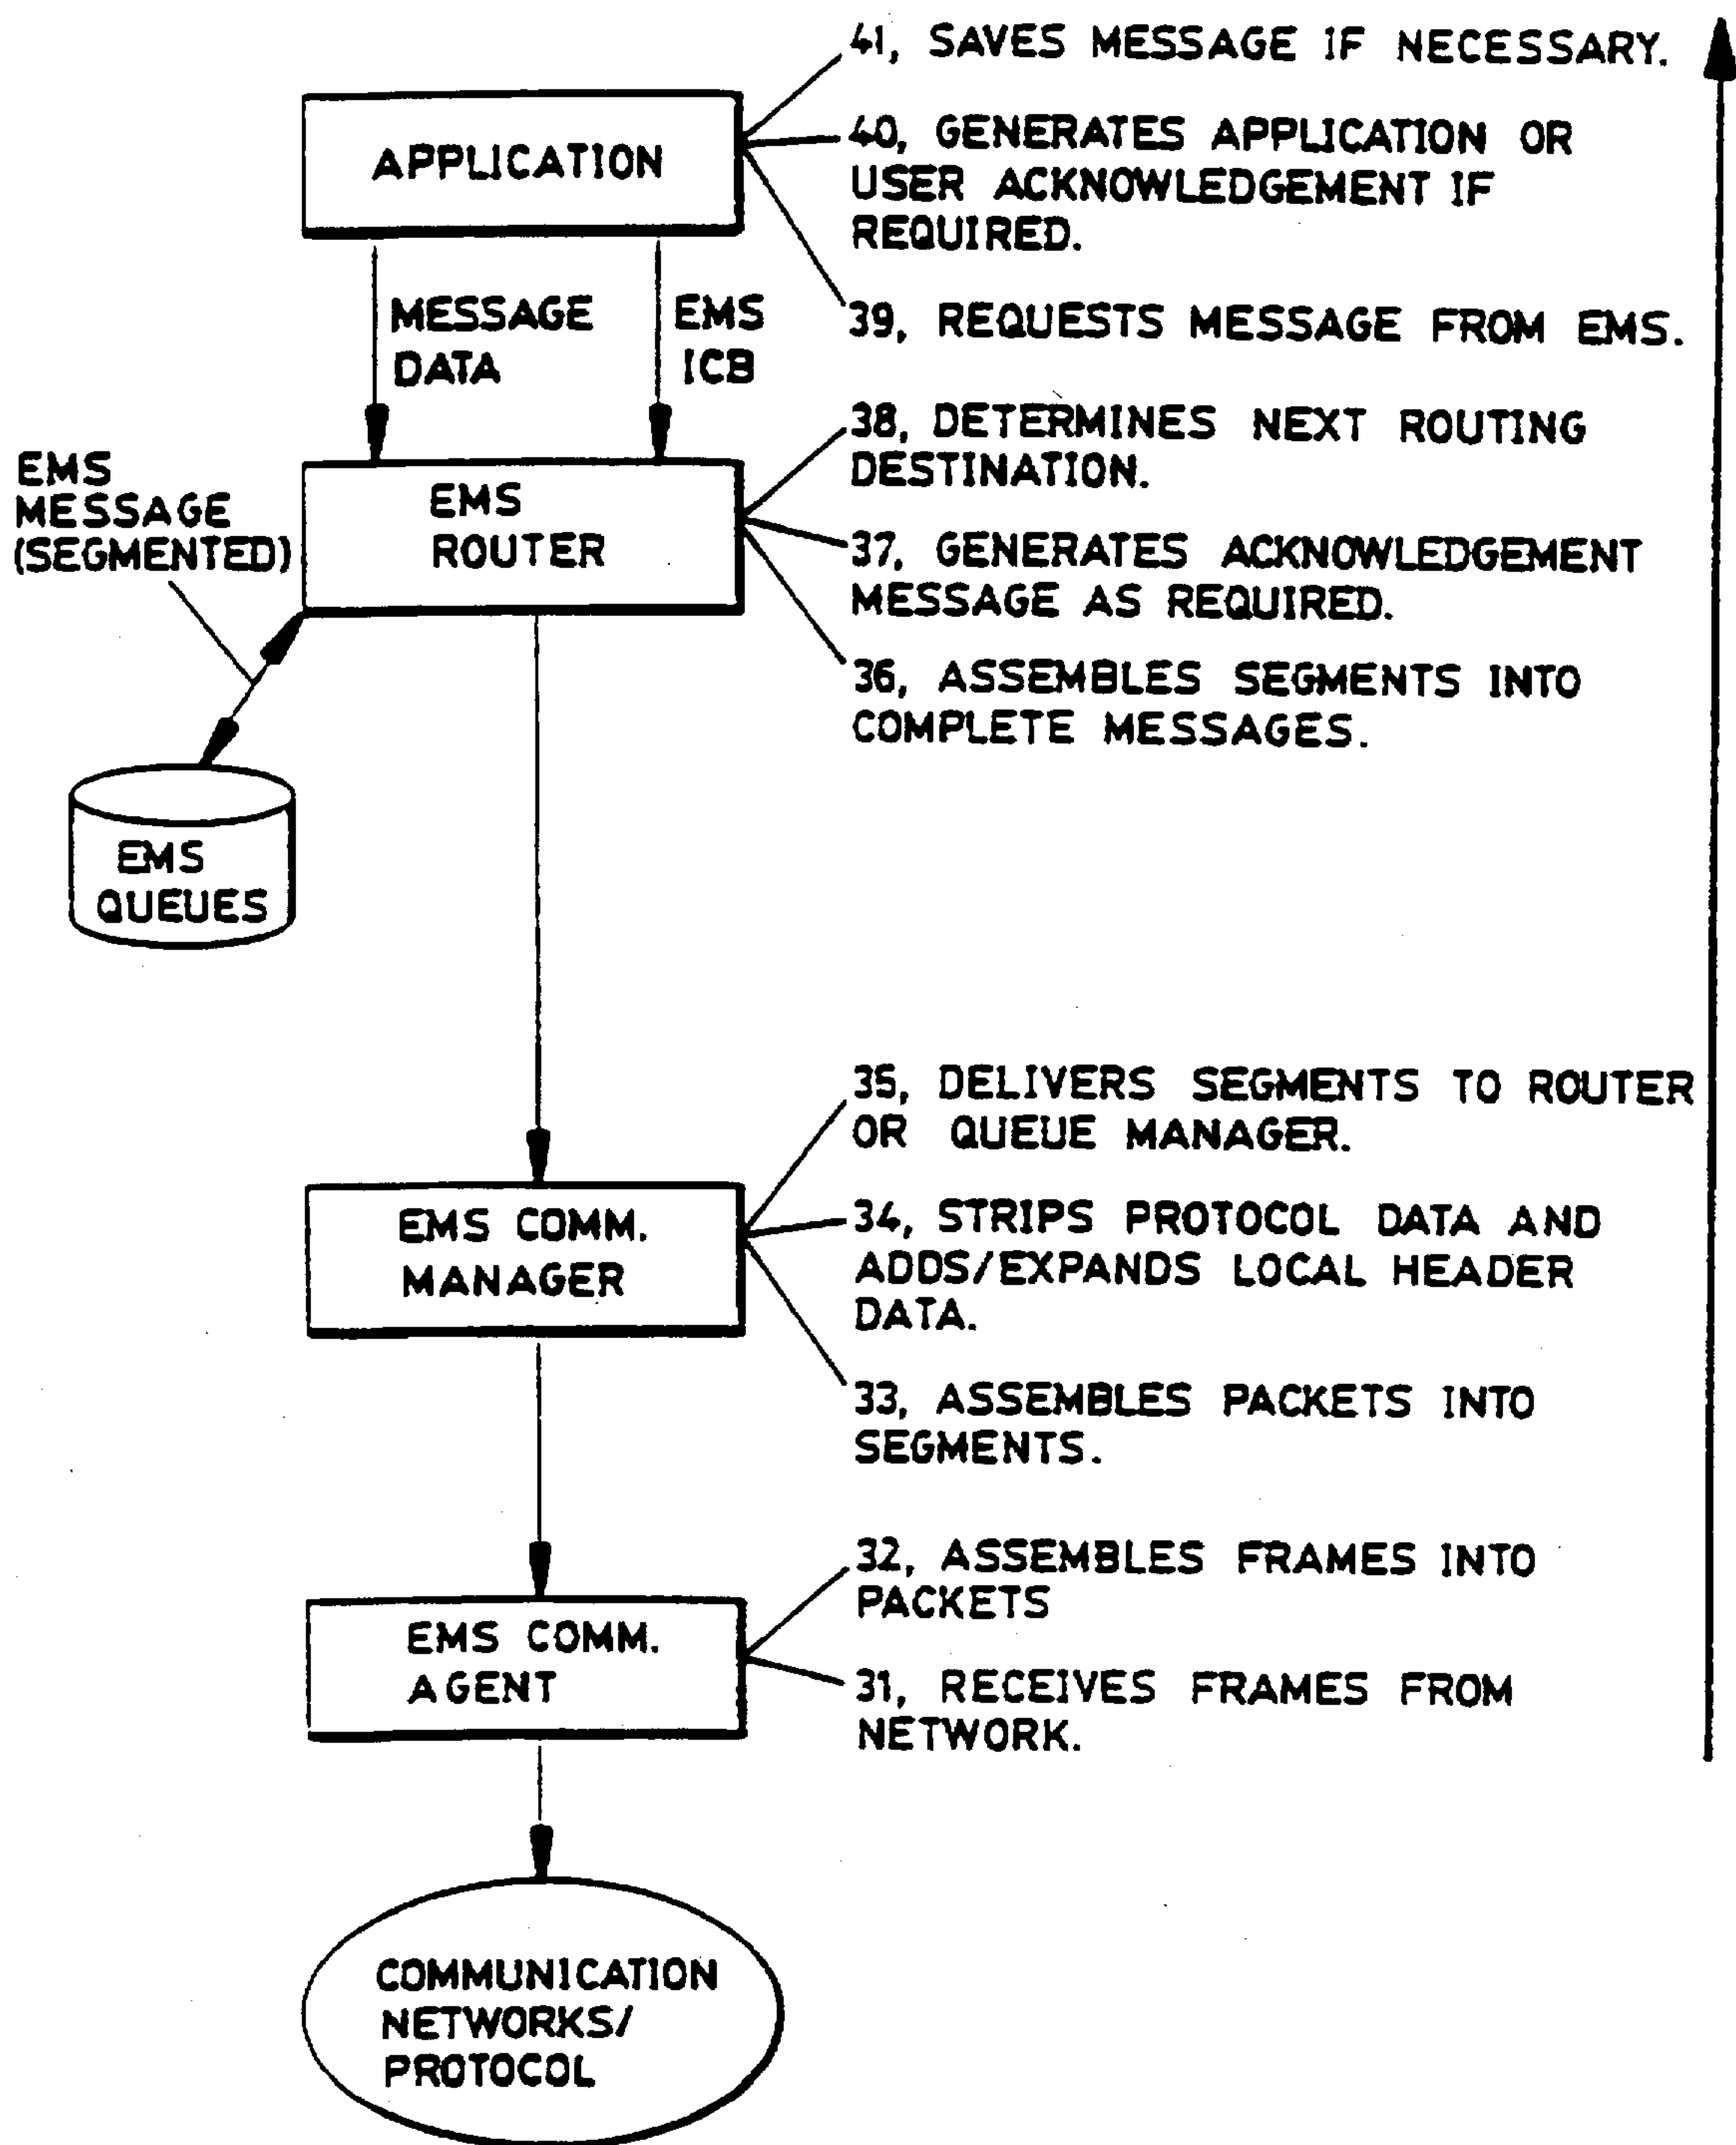 41, SAVES MESSAGE IF NECESSARY.
APPLICATION
40, GENERATES APPLICATION OR
USER ACKNOWLEDGEMENT IF
REQUIRED.
MESSAGE
DATA
EMS
ICB
39, REQUESTS MESSAGE FROM EMS.
38, DETERMINES NEXT ROUTING
DESTINATION.
EMS
MESSAGE
(SEGMENTED)
EMS
ROUTER
37, GENERATES ACKNOWLEDGEMENT
MESSAGE AS REQUIRED.
36, ASSEMBLES SEGMENTS INTO
COMPLETE MESSAGES.
EMS
QUEUES
35, DELIVERS SEGMENTS TO ROUTER
OR QUEUE MANAGER.
EMS COMM.
MANAGER
34, STRIPS PROTOCOL DATA AND
ADDS/EXPANDS LOCAL HEADER
DATA.
33, ASSEMBLES PACKETS INTO
SEGMENTS.
32, ASSEMBLES FRAMES INTO
PACKETS
EMS COMM.
AGENT
31, RECEIVES FRAMES FROM
NETWORK.
COMMUNICATION
NETWORKS/
PROTOCOL